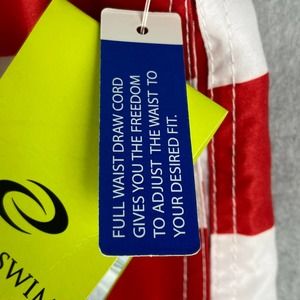 FULL WAIST DRAW CORD
GIVES YOU THE FREEDOM
TO ADJUST THE WAIST TO
YOUR DESIRED FIT.
SWIM